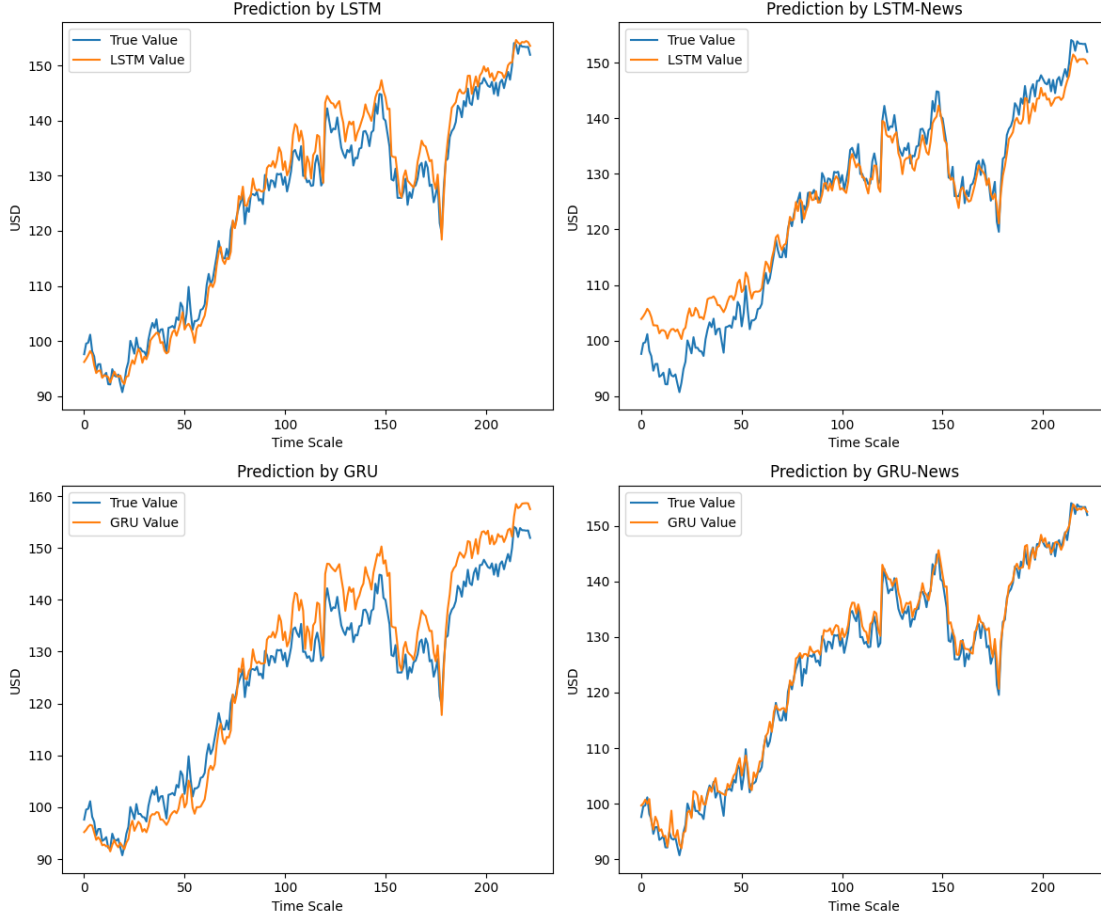 Prediction by LSTM
True Value
LSTM Value
150
140
130
120
110
100
90
USD
0
50
100
150
200
Time Scale
Prediction by LSTM-News
True Value
LSTM Value
150
140
130
120
110
100
90
USD
0
50
100
150
200
Time Scale
Prediction by GRU
True Value
GRU Value
160
150
140
130
120
110
100
90
USD
0
50
100
150
200
Time Scale
Prediction by GRU-News
True Value
GRU Value
150
140
130
120
110
100
90
USD
0
50
100
150
200
Time Scale